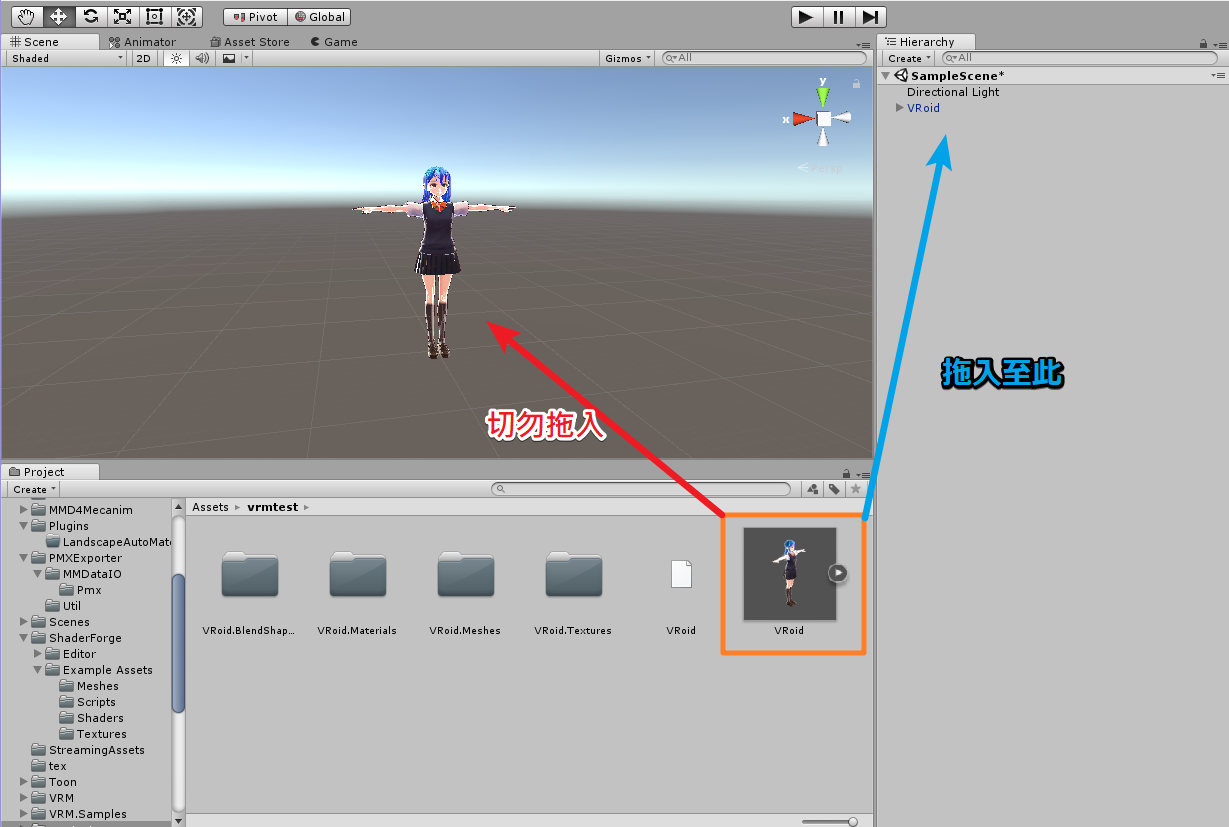 Pivot Global
Scene Animator Asset Store Game
Shaded 2D Gizmos All
y
x
Persp
切勿拖入
Hierarchy
Create All
SampleScene*
Directional Light
VRoid
拖入至此
Project
Create
MMD4Mecanim
Plugins
LandscapeAutoMate
PMXExporter
MMDataIO
Pmx
Util
Scenes
ShaderForge
Editor
Example Assets
Meshes
Scripts
Shaders
Textures
StreamingAssets
tex
Toon
VRM
VRM.Samples
Assets vrmtest
VRoid.BlendShap...
VRoid.Materials
VRoid.Meshes
VRoid.Textures
VRoid
VRoid